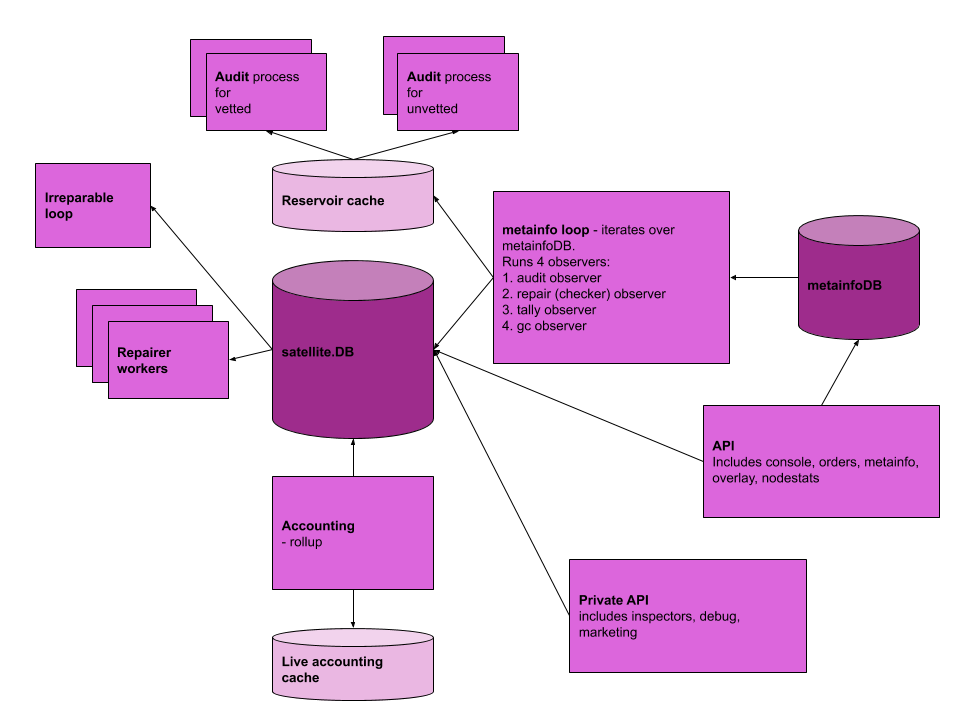 Audit process
for
vetted
Audit process
for
unvetted
Irreparable
loop
Reservoir cache
metainfo loop - iterates over
metainfoDB.
Runs 4 observers:
1. audit observer
2. repair (checker) observer
3. tally observer
4. gc observer
metainfoDB
Repairer
workers
satellite.DB
API
Includes console, orders, metainfo,
overlay, nodestats
Accounting
- rollup
Private API
includes inspectors, debug,
marketing
Live accounting
cache